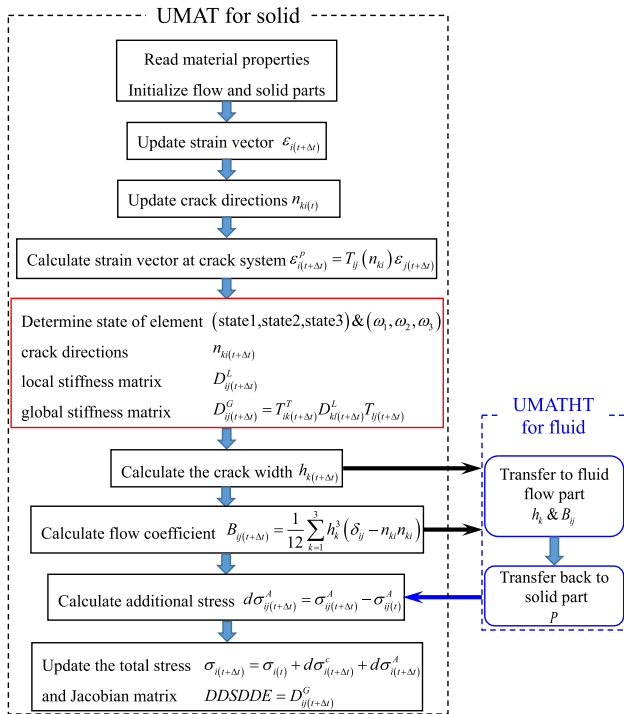 UMAT for solid
Read material properties
Initialize flow and solid parts
Update strain vector ε_{i(t+Δt)}
Update crack directions n_{ki(t)}
Calculate strain vector at crack system ε^p_{i(t+Δt)} = T_{ij}(n_{ki})ε_{j(t+Δt)}
Determine state of element (state1,state2,state3)&(ω_1,ω_2,ω_3)
crack directions n_{ki(t+Δt)}
local stiffness matrix D^L_{ij(t+Δt)}
global stiffness matrix D^G_{ij(t+Δt)} = T^T_{ik(t+Δt)}D^L_{kl(t+Δt)}T_{lj(t+Δt)}
Calculate the crack width h_{k(t+Δt)}
Calculate flow coefficient B_{ij(t+Δt)} = \frac{1}{12}\sum_{k=1}^{3}h_k^3(δ_{ij} − n_{ki}n_{ki})
Calculate additional stress dσ^A_{ij(t+Δt)} = σ^A_{ij(t+Δt)} − σ^A_{ij(t)}
Update the total stress σ_{i(t+Δt)} = σ_{i(t)} + dσ^c_{i(t+Δt)} + dσ^A_{i(t+Δt)}
and Jacobian matrix DDSDDE = D^G_{ij(t+Δt)}
UMATHT
for fluid
Transfer to fluid
flow part
h_k & B_{ij}
Transfer back to
solid part
P